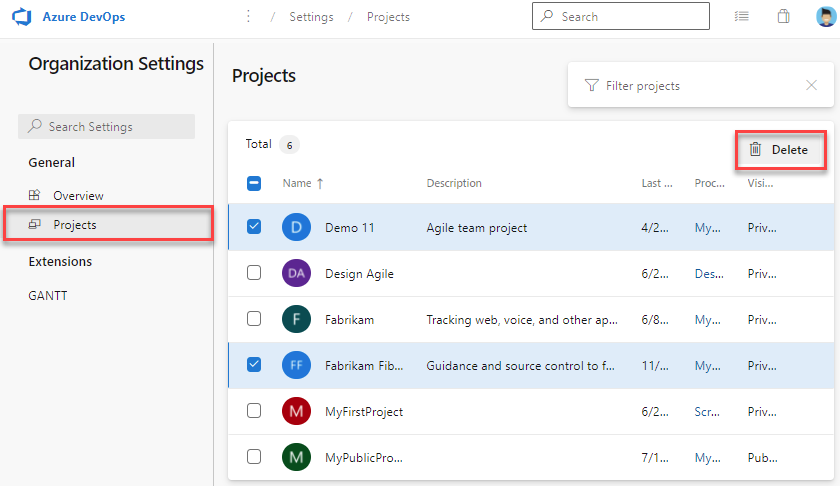 Azure DevOps
Settings / Projects
Search
Organization Settings
Search Settings
General
Overview
Projects
Extensions
GANTT
Projects
Filter projects
Total 6
Delete
Name ↑ Description Last ... Proc... Visi...
D Demo 11 Agile team project 4/2... My... Priv...
DA Design Agile 6/2... Des... Priv...
F Fabrikam Tracking web, voice, and other ap... 6/8... My... Priv...
FF Fabrikam Fib... Guidance and source control to f... 11/... My... Priv...
M MyFirstProject 6/2... Scr... Priv...
M MyPublicPro... 7/1... My... Pub...